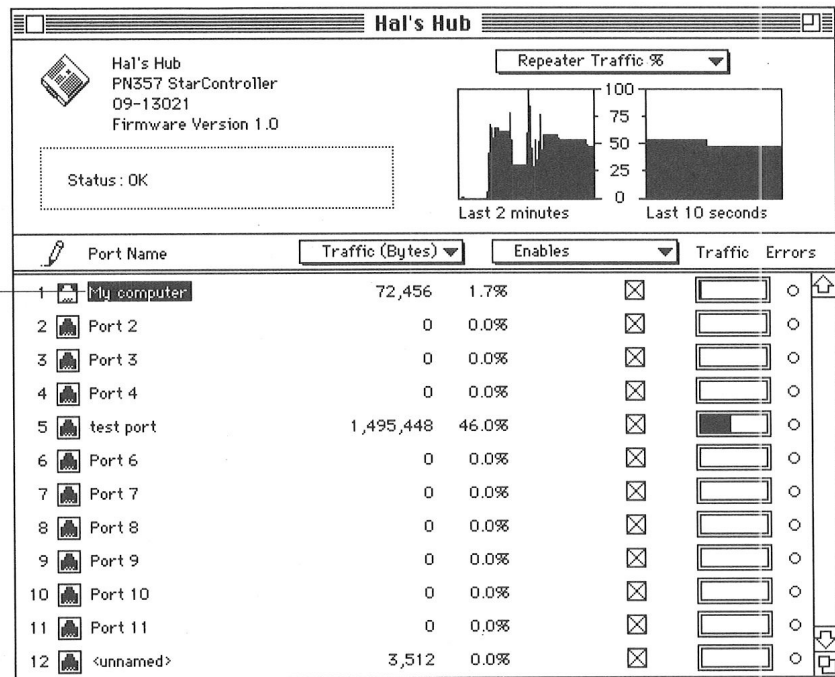 Hal's Hub
Hal's Hub
PN357 StarController
09-13021
Firmware Version 1.0
Status : OK
Repeater Traffic %
100
75
50
25
0
Last 2 minutes
Last 10 seconds
Port Name Traffic (Bytes) Enables Traffic Errors
1 My computer 72,456 1.7%
2 Port 2 0 0.0%
3 Port 3 0 0.0%
4 Port 4 0 0.0%
5 test port 1,495,448 46.0%
6 Port 6 0 0.0%
7 Port 7 0 0.0%
8 Port 8 0 0.0%
9 Port 9 0 0.0%
10 Port 10 0 0.0%
11 Port 11 0 0.0%
12 <unnamed> 3,512 0.0%